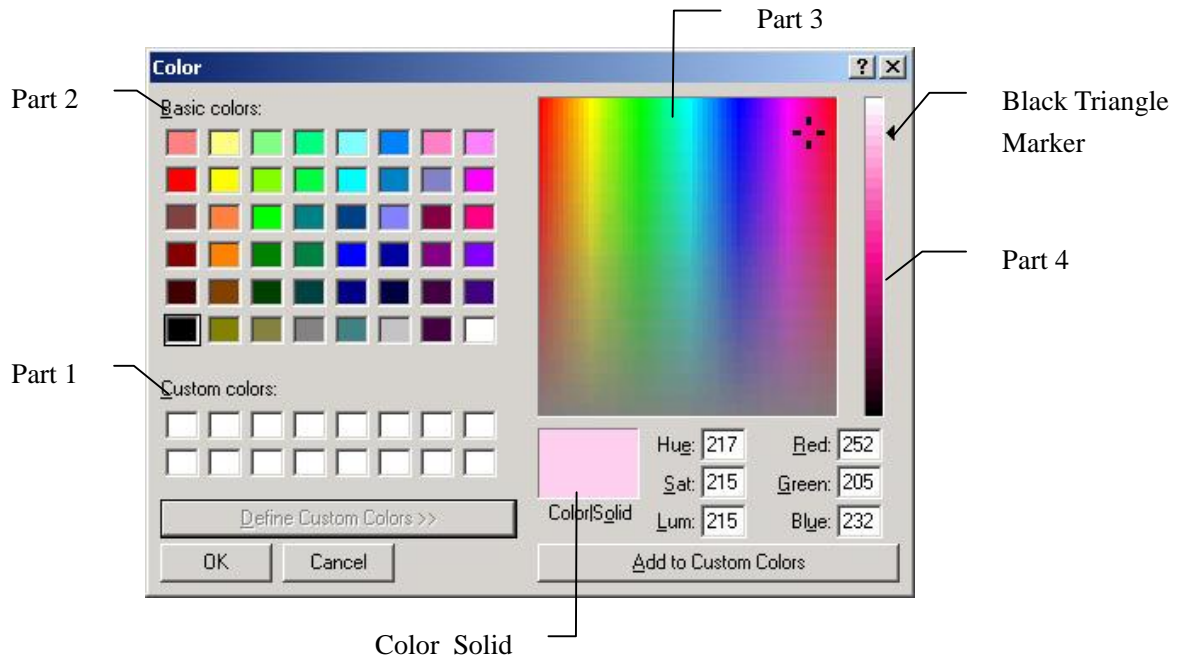 Part 3
Color
Part 2
Basic colors:
Black Triangle
Marker
Part 4
Part 1
Custom colors:
Hue: 217
Red: 252
Sat: 215
Green: 205
Color|Solid
Lum: 215
Blue: 232
Define Custom Colors >>
OK
Cancel
Add to Custom Colors
Color Solid